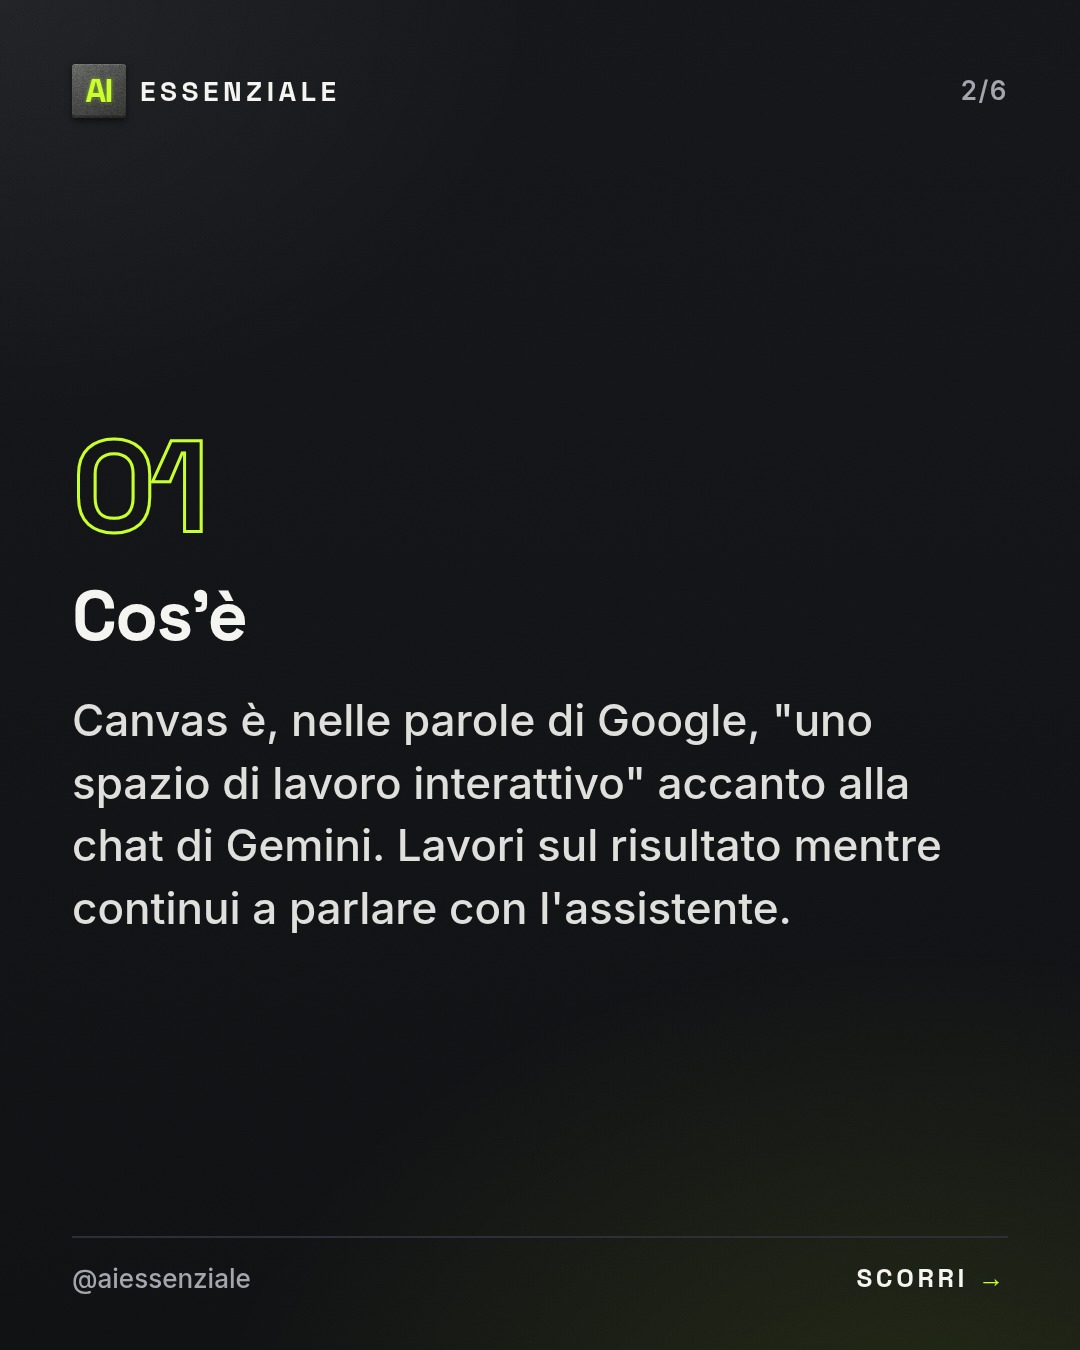 AI ESSENZIALE
2/6
01
Cos’è
Canvas è, nelle parole di Google, "uno
spazio di lavoro interattivo" accanto alla
chat di Gemini. Lavori sul risultato mentre
continui a parlare con l'assistente.
@aiessenziale
SCORRI →